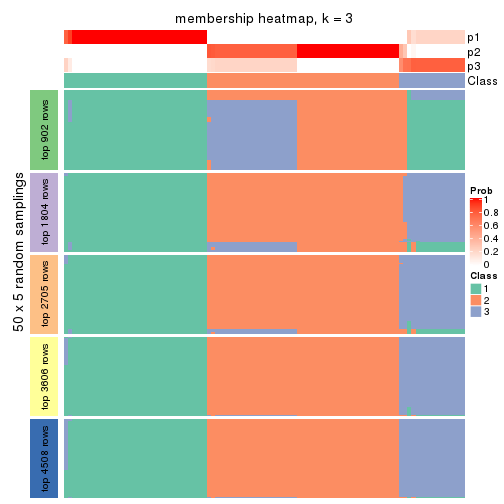 membership heatmap, k = 3
p1
p2
p3
Class
50 x 5 random samplings
top 902 rows
top 1804 rows
top 2705 rows
top 3606 rows
top 4508 rows
Prob
1
0.8
0.6
0.4
0.2
0
Class
1
2
3